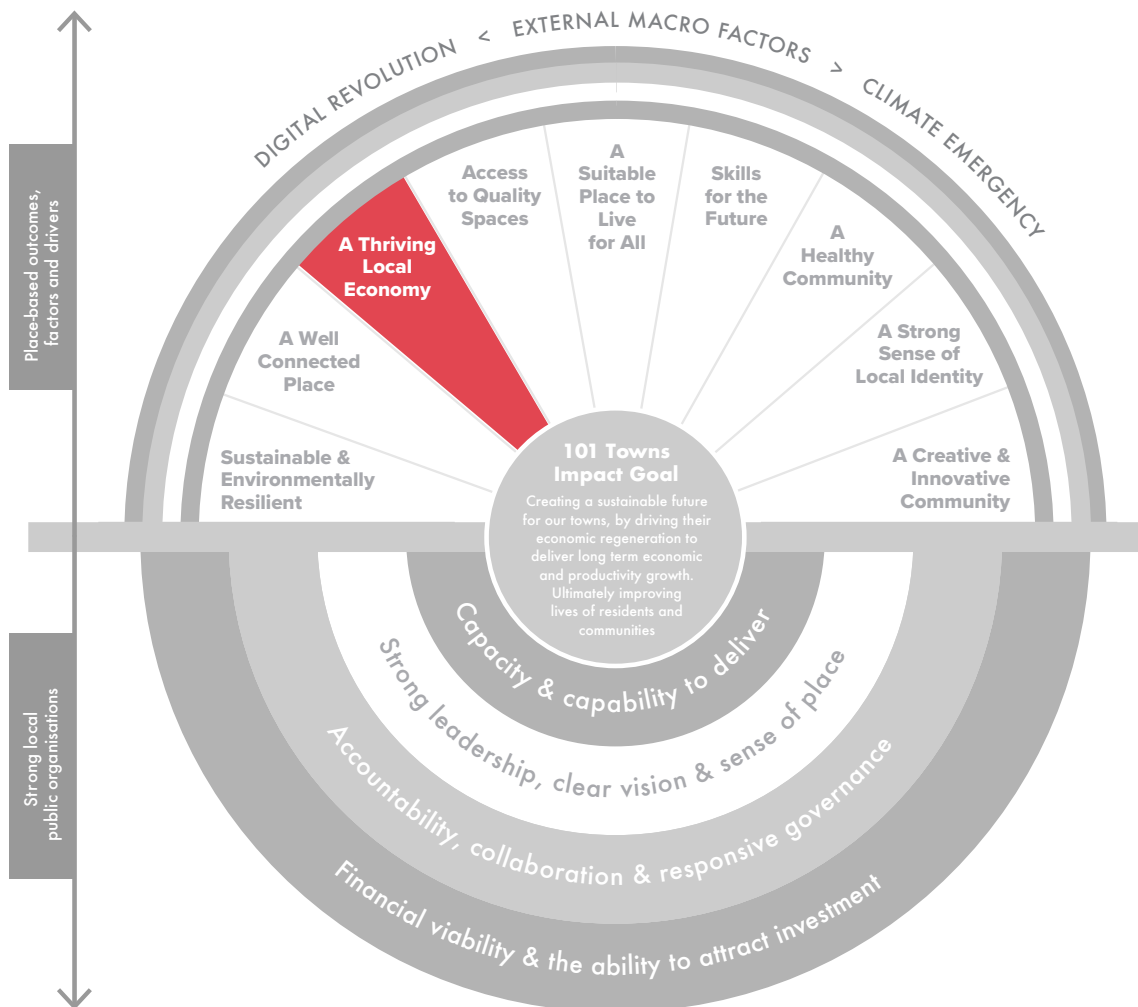 DIGITAL REVOLUTION < EXTERNAL MACRO FACTORS > CLIMATE EMERGENCY
Place-based outcomes,
factors and drivers
Sustainable &
Environmentally
Resilient
A Well
Connected
Place
A Thriving
Local
Economy
Access
to Quality
Spaces
A
Suitable
Place to
Live
for All
Skills
for the
Future
A
Healthy
Community
A Strong
Sense of
Local Identity
A Creative &
Innovative
Community
101 Towns
Impact Goal
Creating a sustainable future
for our towns, by driving their
economic regeneration to
deliver long term economic
and productivity growth.
Ultimately improving
lives of residents and
communities
Strong local
public organisations
Capacity & capability to deliver
Strong leadership, clear vision & sense of place
Accountability, collaboration & responsive governance
Financial viability & the ability to attract investment